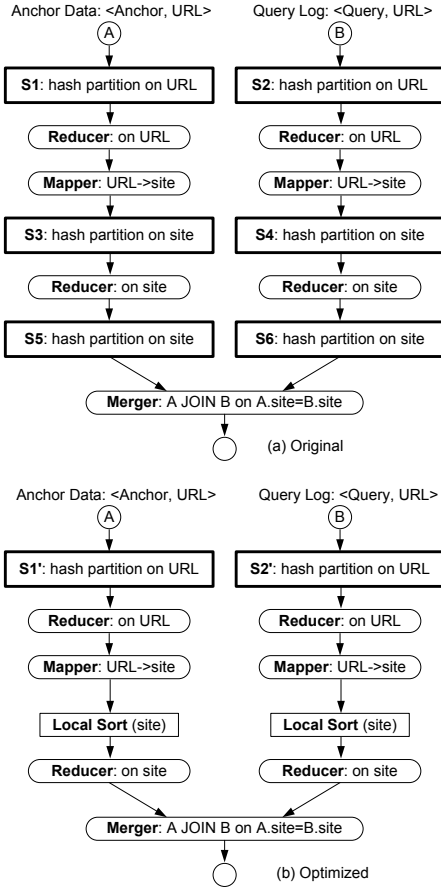 Anchor Data: <Anchor, URL> Query Log: <Query, URL>
A B
S1: hash partition on URL S2: hash partition on URL
Reducer: on URL Reducer: on URL
Mapper: URL->site Mapper: URL->site
S3: hash partition on site S4: hash partition on site
Reducer: on site Reducer: on site
S5: hash partition on site S6: hash partition on site
Merger: A JOIN B on A.site=B.site
(a) Original
Anchor Data: <Anchor, URL> Query Log: <Query, URL>
A B
S1': hash partition on URL S2': hash partition on URL
Reducer: on URL Reducer: on URL
Mapper: URL->site Mapper: URL->site
Local Sort (site) Local Sort (site)
Reducer: on site Reducer: on site
Merger: A JOIN B on A.site=B.site
(b) Optimized